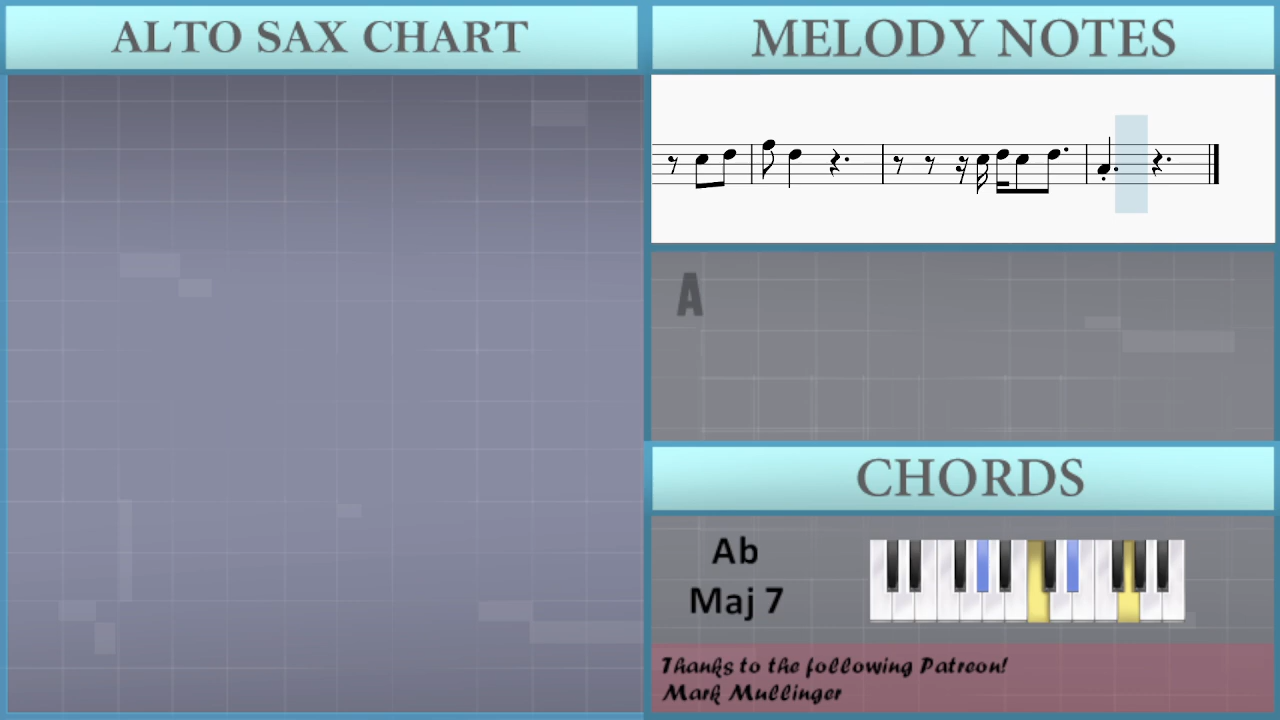 ALTO SAX CHART
MELODY NOTES
A
CHORDS
Ab
Maj 7
Thanks to the following Patreon!
Mark Mullinger